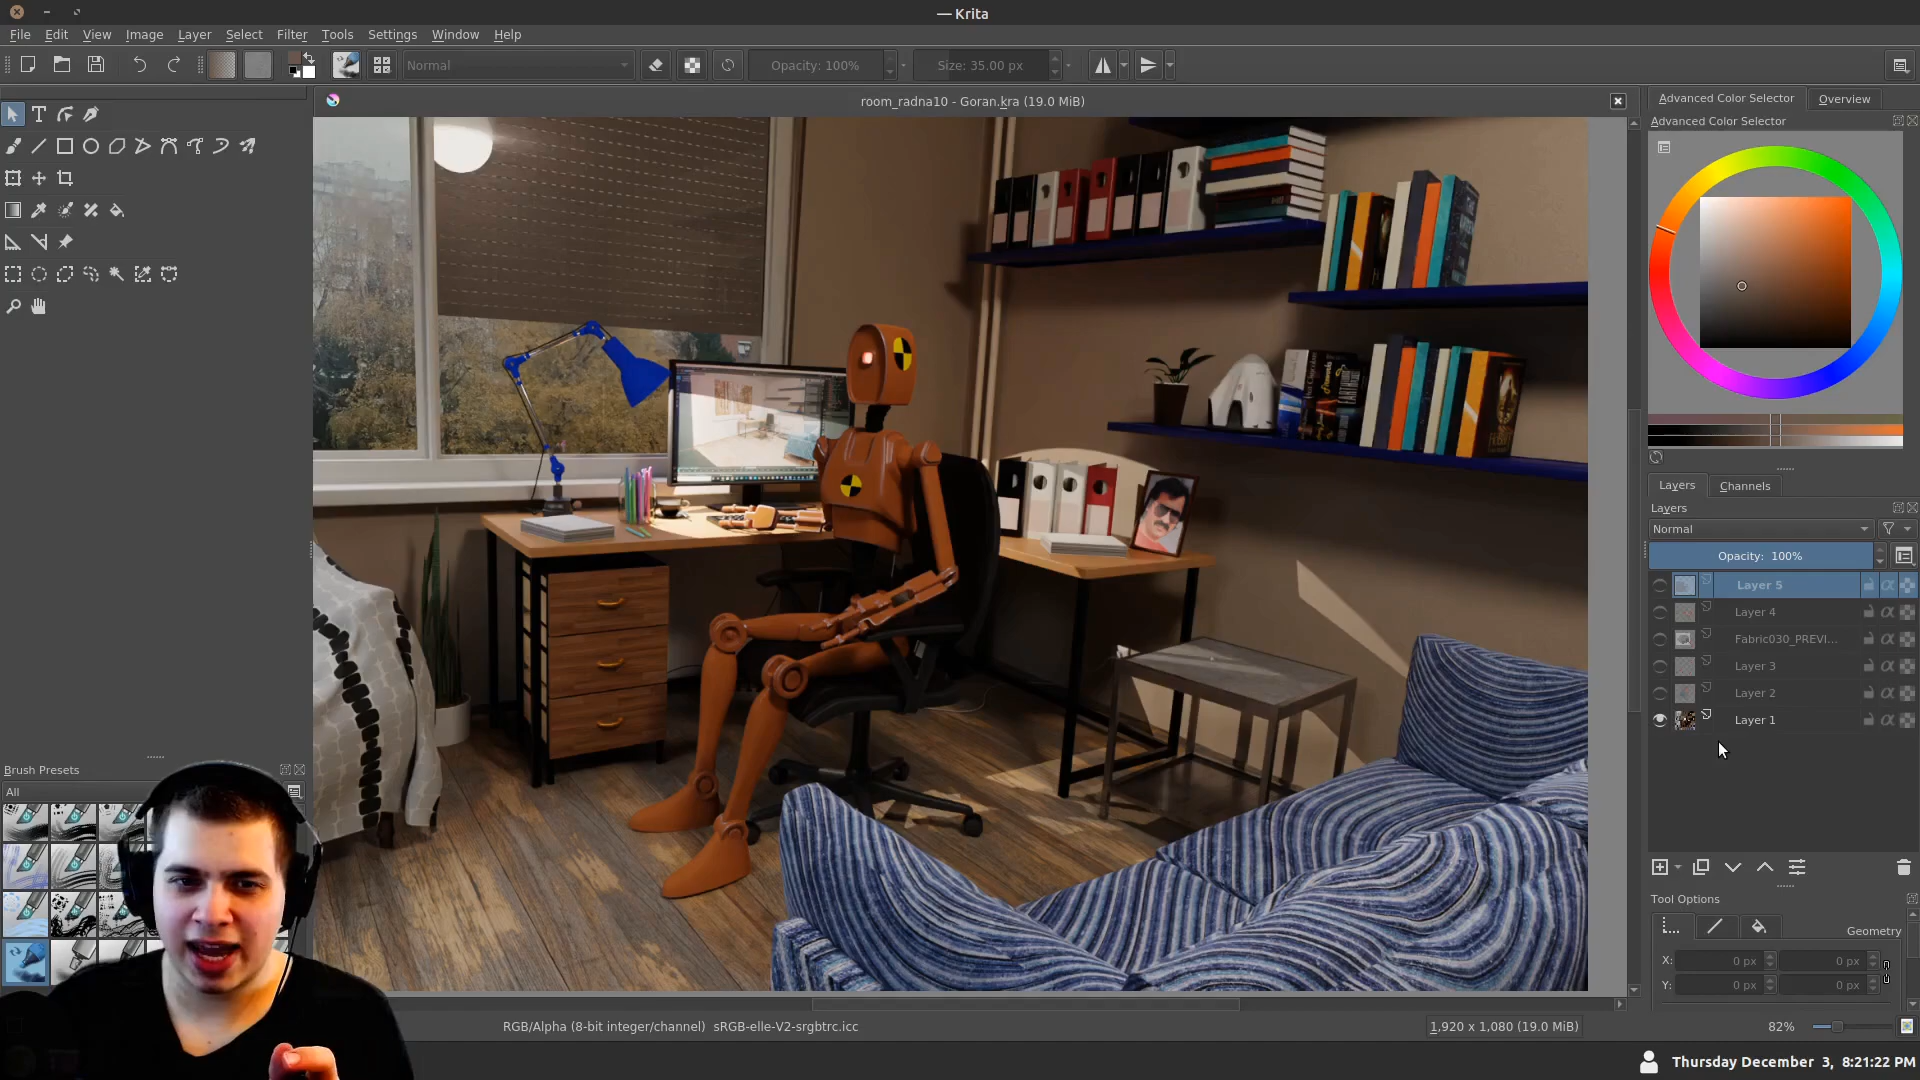 — Krita
File Edit View Image Layer Select Filter Tools Settings Window Help
Normal Opacity: 100% Size: 35.00 px
room_radna10 - Goran.kra (19.0 MiB)
Advanced Color Selector Overview
Advanced Color Selector
Layers Channels
Layers
Normal
Opacity: 100%
Layer 5
Layer 4
Fabric030_PREVI...
Layer 3
Layer 2
Layer 1
Brush Presets
All
Tool Options
Geometry
X: 0 px 0 px
Y: 0 px 0 px
RGB/Alpha (8-bit integer/channel) sRGB-elle-V2-srgbtrc.icc
1,920 x 1,080 (19.0 MiB)
82%
Thursday December 3, 8:21:22 PM